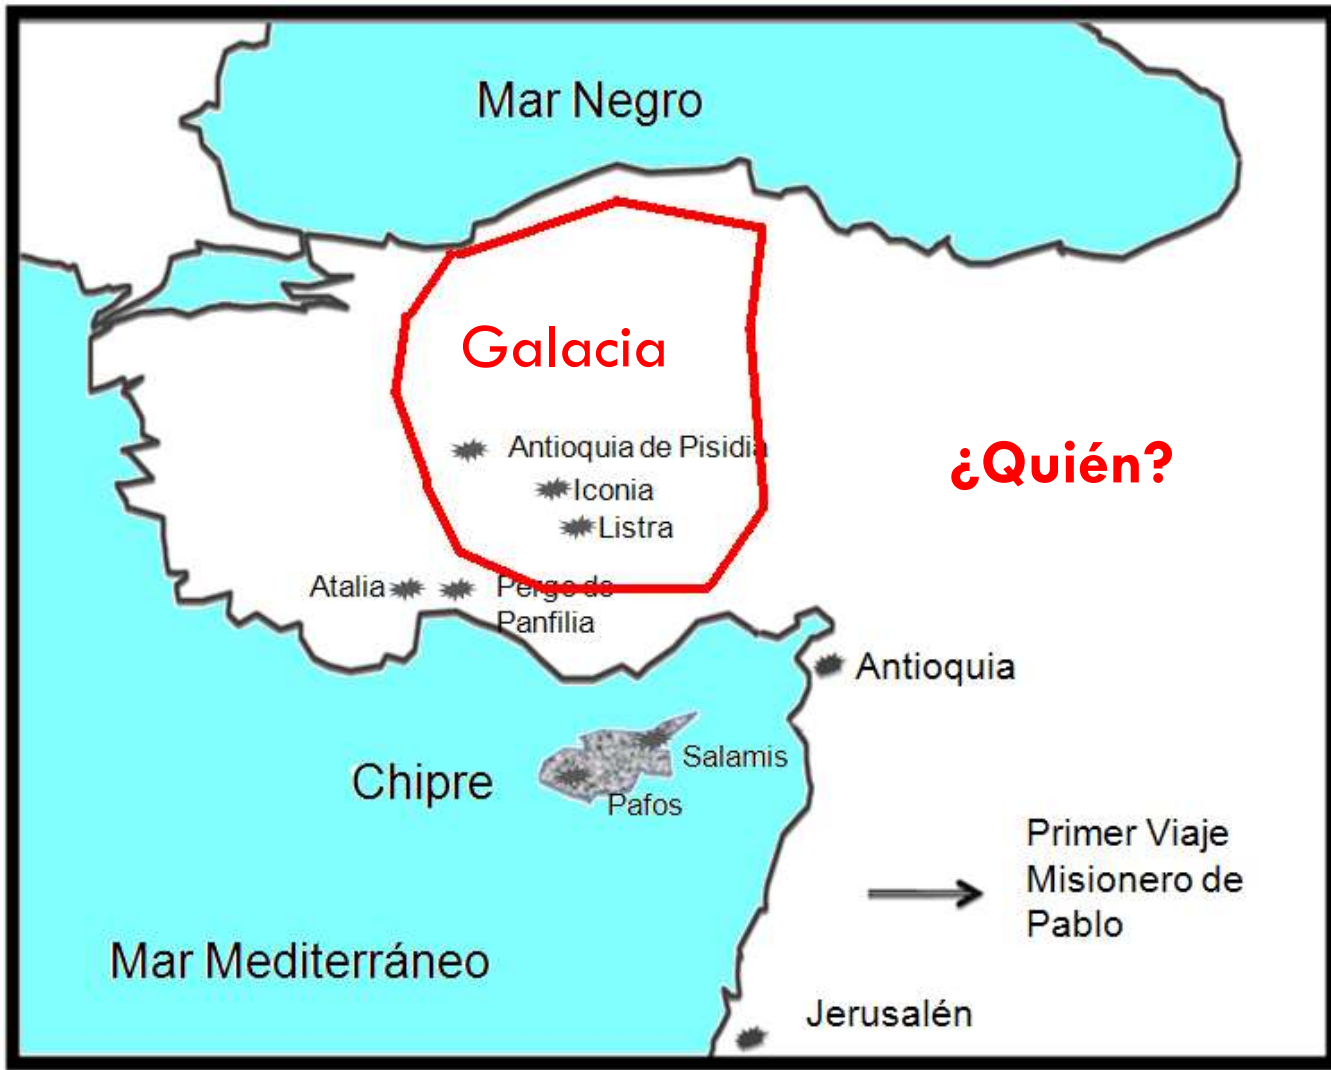 Mar Negro
Galacia
Antioquia de Pisidia
¿Quién?
Iconia
Listra
Atalia
Perge de
Panfilia
Antioquia
Salamis
Chipre
Pafos
Primer Viaje
Misionero de
Pablo
Mar Mediterráneo
Jerusalén